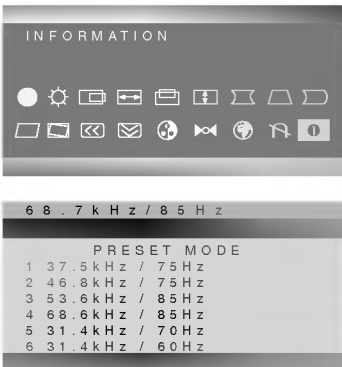 INFORMATION
68.7kHz/85Hz
PRESET MODE
1 37.5kHz / 75Hz
2 46.8kHz / 75Hz
3 53.6kHz / 85Hz
4 68.6kHz / 85Hz
5 31.4kHz / 70Hz
6 31.4kHz / 60Hz